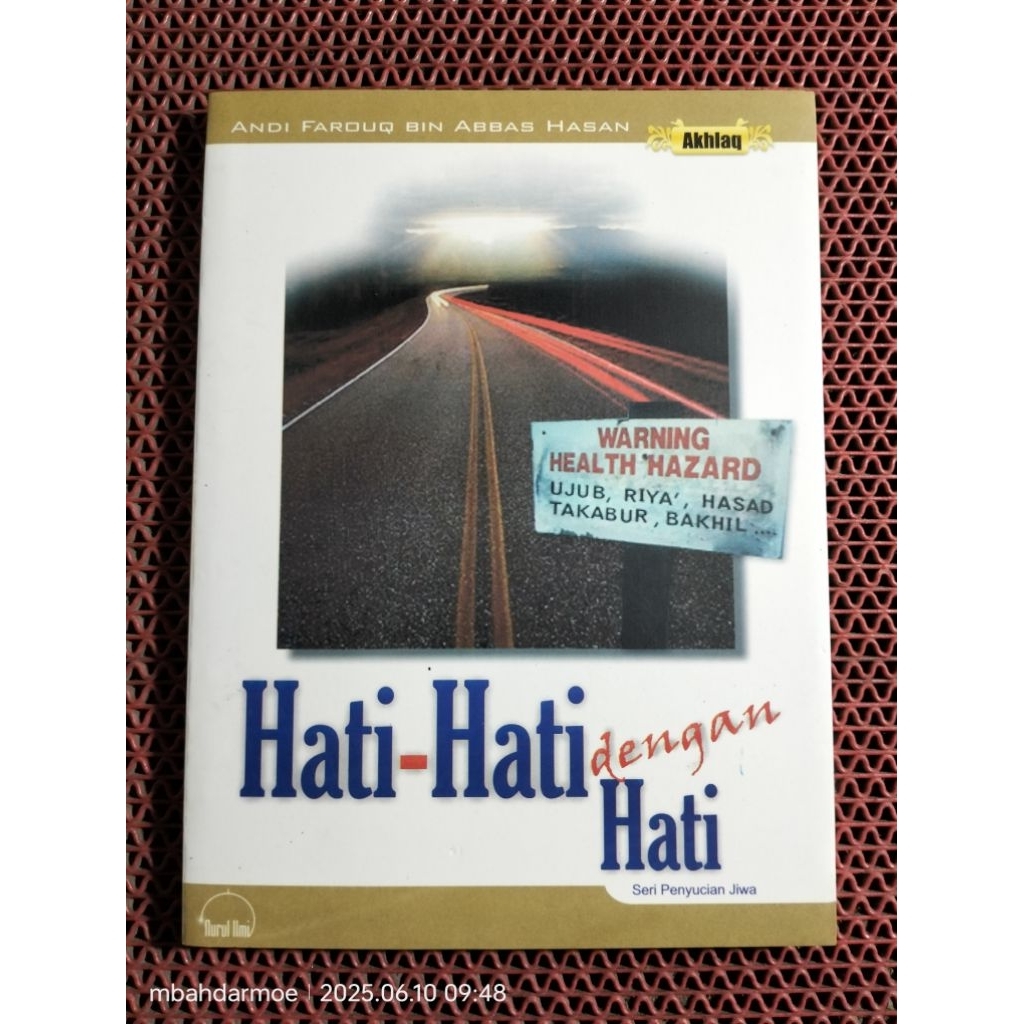 ANDI FAROUQ BIN ABBAS HASAN
Akhlaq
WARNING
HEALTH HAZARD
UJUB, RIYA', HASAD
TAKABUR, BAKHIL ....
Hati-Hati dengan
Hati
Seri Penyucian Jiwa
Nurul Ilmi
mbahdarmoe | 2025.06.10 09:48